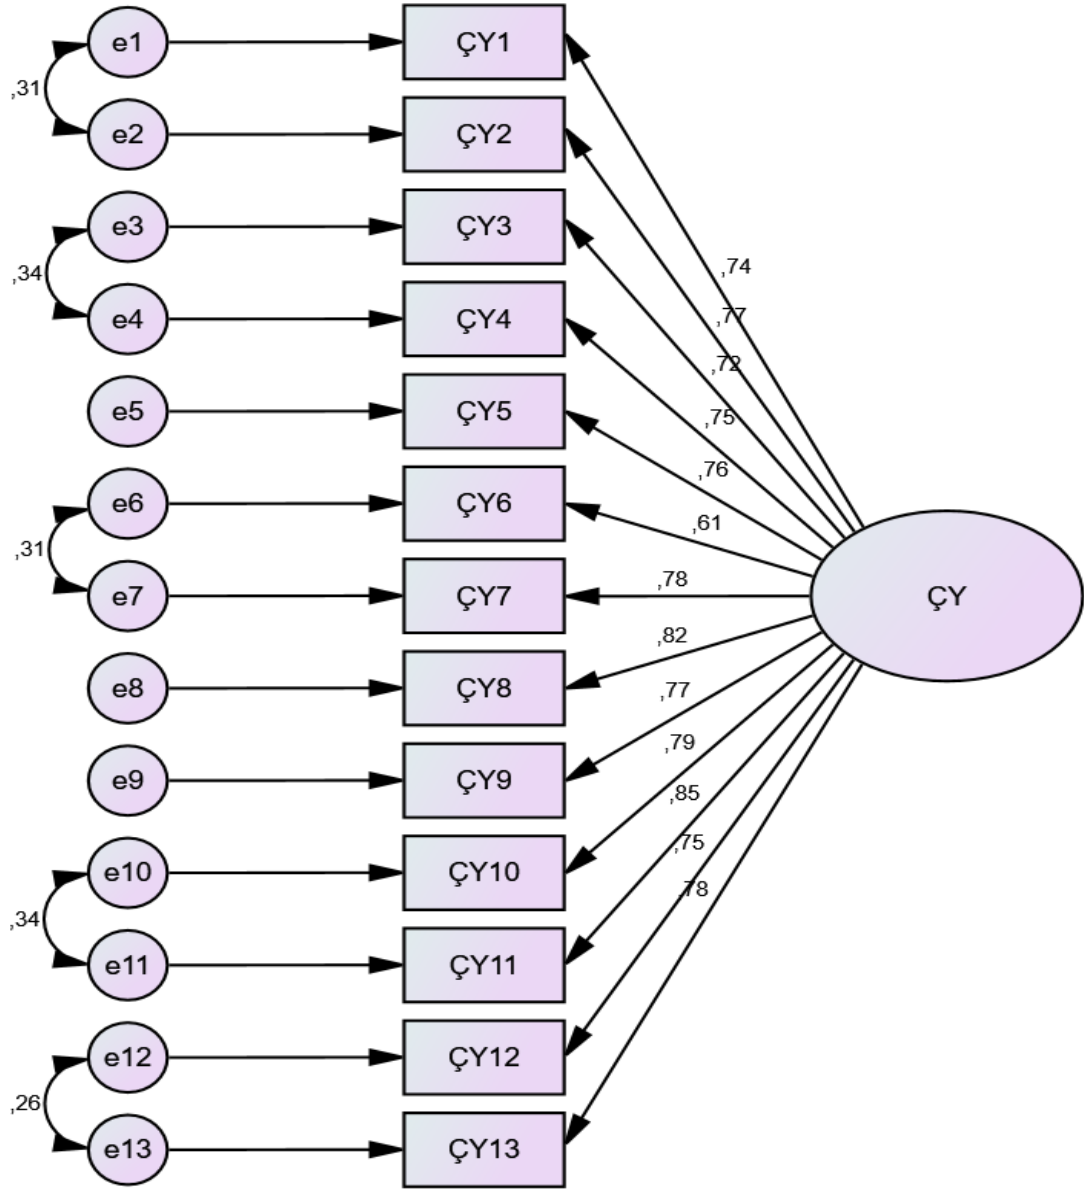 e1 ÇY1
,31
e2 ÇY2
e3 ÇY3
,74
,34
e4 ÇY4
,77
,72
e5 ÇY5
,75
,76
e6 ÇY6
,61
,31
e7 ÇY7 ,78 ÇY
,82
e8 ÇY8
,77
e9 ÇY9
,79
,85
e10 ÇY10
,75
,34
,78
e11 ÇY11
e12 ÇY12
,26
e13 ÇY13